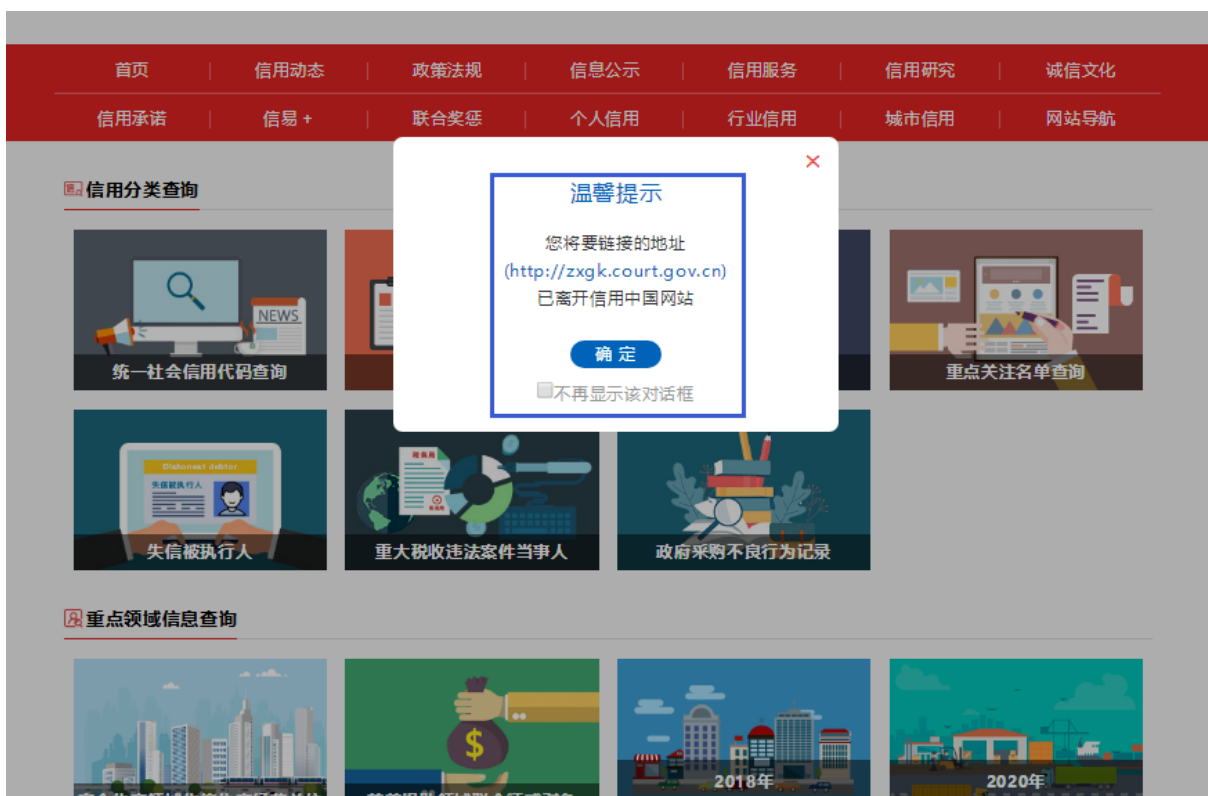 首页
信用动态
政策法规
信息公示
信用服务
信用研究
诚信文化
信用承诺
信易 +
联合奖惩
个人信用
行业信用
城市信用
网站导航
×
温馨提示
您将要链接的地址
(http://zxgk.court.gov.cn)
已离开信用中国网站
确 定
不再显示该对话框
信用分类查询
NEWS
统一社会信用代码查询
重点关注名单查询
Dishonest debtor
失信被执行人
失信被执行人
重大税收违法案件当事人
政府采购不良行为记录
重点领域信息查询
2018年
2020年